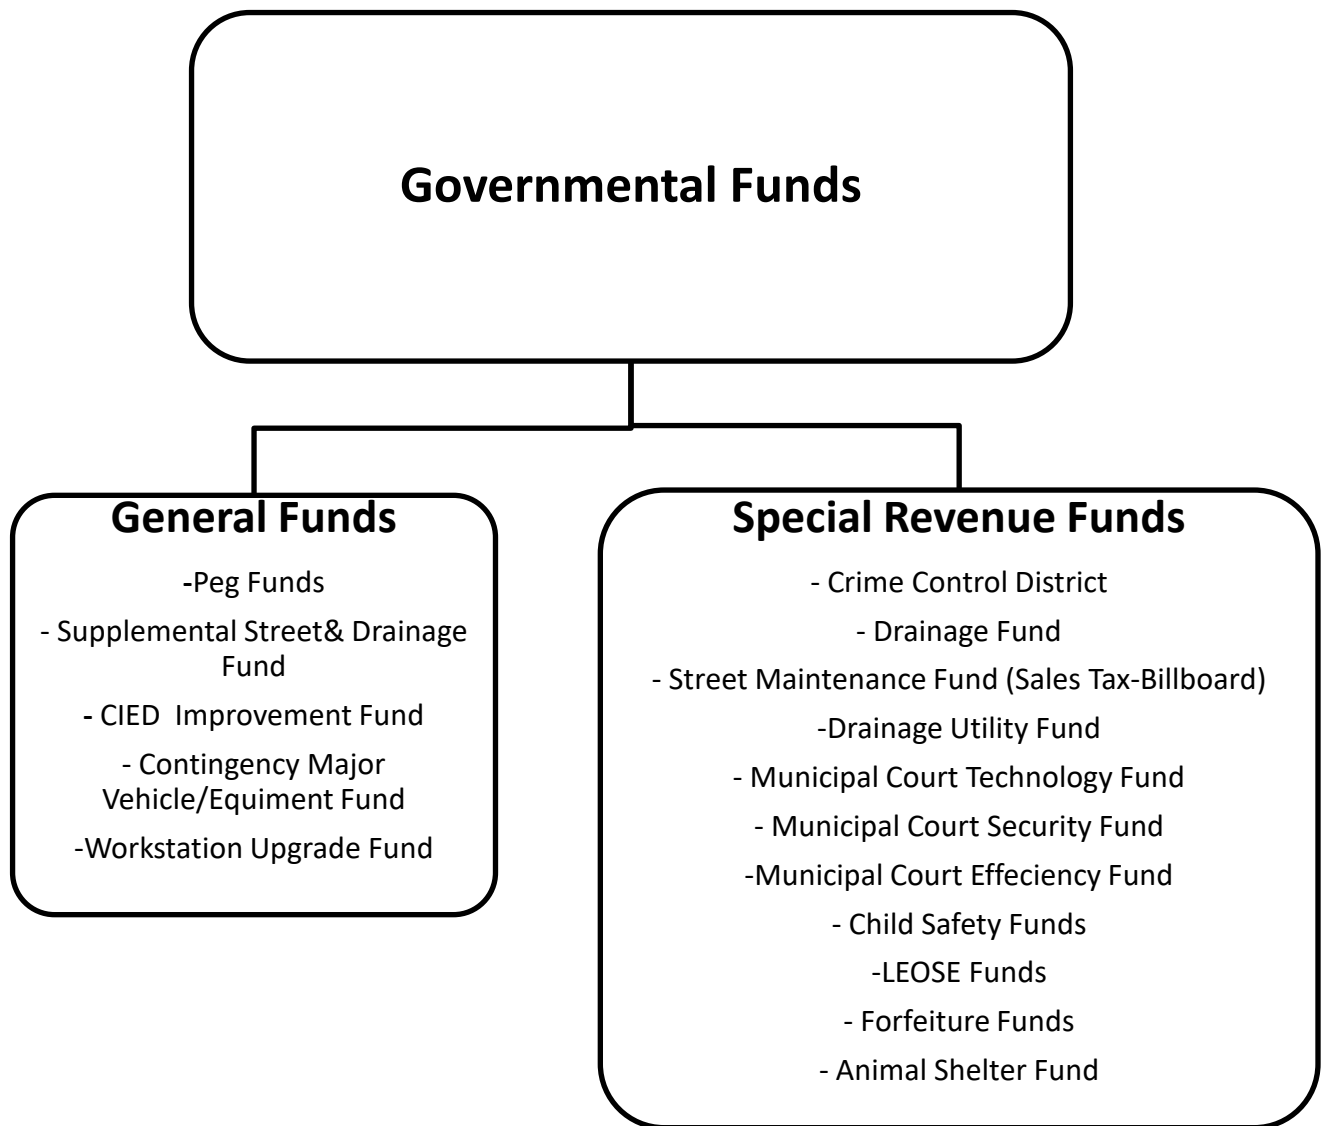 Governmental Funds
General Funds
-Peg Funds
- Supplemental Street& Drainage
Fund
- CIED  Improvement Fund
- Contingency Major
Vehicle/Equiment Fund
-Workstation Upgrade Fund
Special Revenue Funds
- Crime Control District
- Drainage Fund
- Street Maintenance Fund (Sales Tax-Billboard)
-Drainage Utility Fund
- Municipal Court Technology Fund
- Municipal Court Security Fund
-Municipal Court Effeciency Fund
- Child Safety Funds
-LEOSE Funds
- Forfeiture Funds
- Animal Shelter Fund